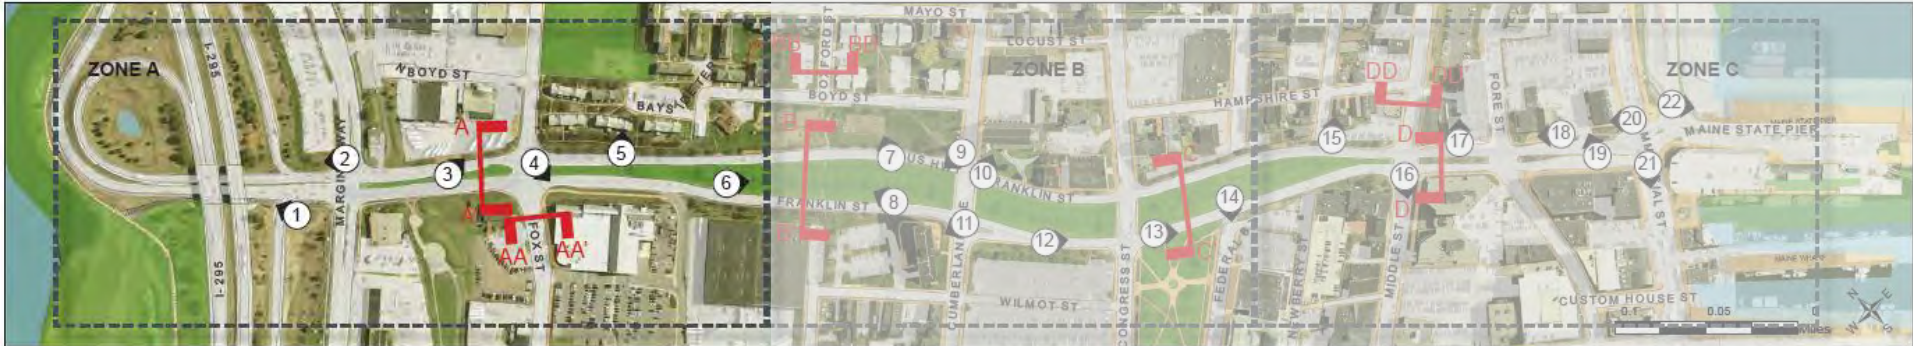 MAYO ST
I-295
OXFORD ST
LOCUST ST
ZONE A
N BOYD ST
BB
BB'
ZONE B
DD
DD'
FOREST ST
ZONE C
BAYSIDE
BOYD ST
HAMPSHIRE ST
22
A
B
15
D
17
18
20
MAINE STATE PIER
MARGINAL WAY
2
3
4
5
6
7
9
10
US HWY
FRANKLIN ST
19
21
16
1
A'
FRANKLIN ST
8
14
D'
AA
AA'
FOX ST
B'
11
12
13
CUMBERLAND AVE
CONGRESS ST
FEDERAL ST
NEWBERRY ST
MIDDLE ST
I-295
WILMOT ST
CUSTOM HOUSE ST
N
E
S
W
0.1
0.05
0
Miles